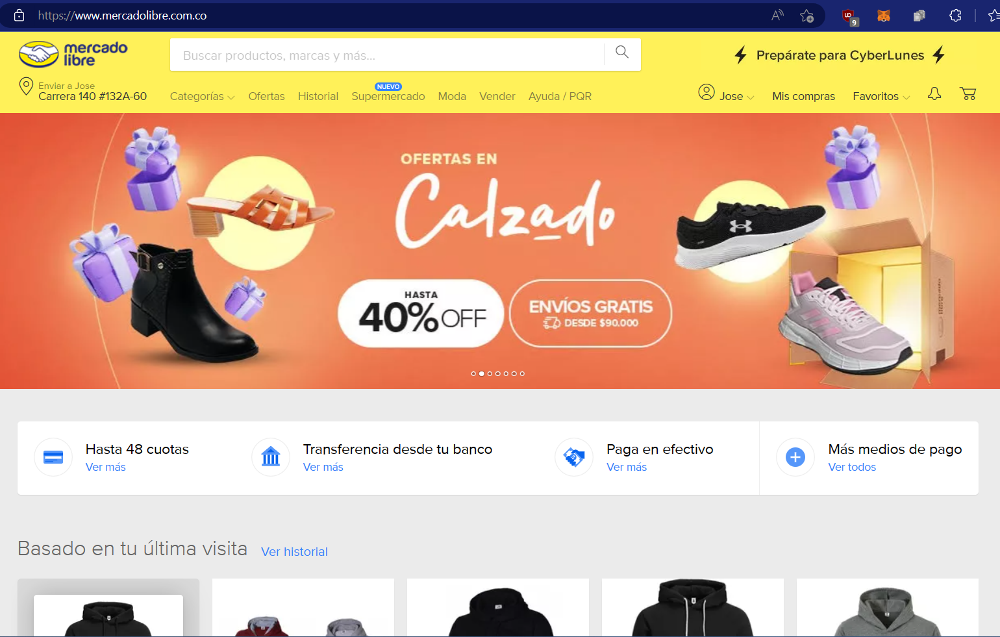 https://www.mercadolibre.com.co
9
mercado
libre
Buscar productos, marcas y más...
Prepárate para CyberLunes
Enviar a Jose
Carrera 140 #132A-60
Categorías
Ofertas
Historial
NUEVO
Supermercado
Moda
Vender
Ayuda / PQR
Jose
Mis compras
Favoritos
OFERTAS EN
Calzado
HASTA
40% OFF
ENVÍOS GRATIS
DESDE $90.000
Hasta 48 cuotas
Ver más
Transferencia desde tu banco
Ver más
Paga en efectivo
Ver más
Más medios de pago
Ver todos
Basado en tu última visita
Ver historial